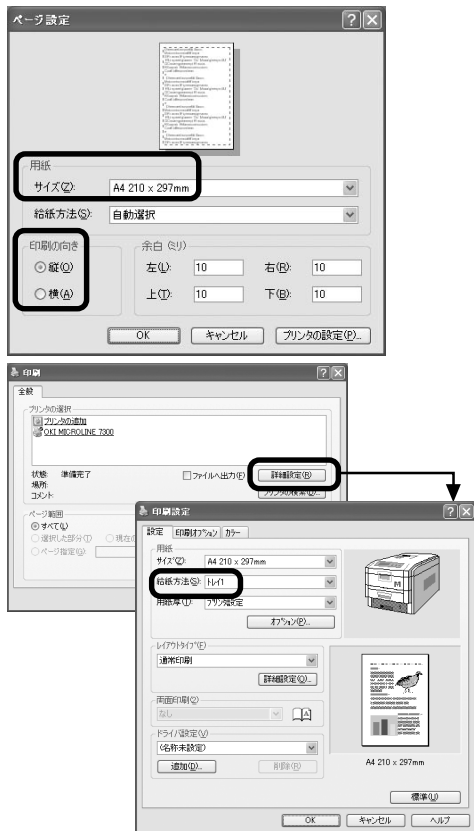 ページ設定
用紙
サイズ(Z): A4 210 x 297mm
給紙方法(S): 自動選択
印刷の向き
縦(O)
横(A)
余白 (ミリ)
左(L): 10 右(R): 10
上(T): 10 下(B): 10
OK キャンセル プリンタの設定(P)...
印刷
全般
プリンタの選択
プリンタの追加
OKI MICROLINE 7300
状態: 準備完了
場所:
コメント:
ファイルへ出力(F) 詳細設定(R)
プリンタの検索(D)...
ページ範囲
すべて(L)
選択した部分(T) 現在の
ページ指定(G):
印刷設定
設定 印刷オプション カラー
用紙
サイズ(Z): A4 210 x 297mm
給紙方法(S): トレイ1
用紙厚(T): プリンタ設定
オプション(P)...
レイアウトタイプ(E)
通常印刷
詳細設定(O)...
両面印刷(2)
なし
ドライバ設定(V)
(名称未設定)
追加(D)... 削除(R)
A4 210 x 297mm
標準(U)
OK キャンセル ヘルプ